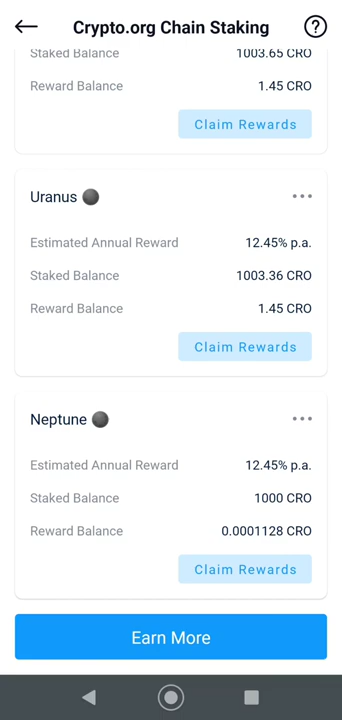 Crypto.org Chain Staking ?
Staked Balance 1003.65 CRO
Reward Balance 1.45 CRO
Claim Rewards
Uranus
Estimated Annual Reward 12.45% p.a.
Staked Balance 1003.36 CRO
Reward Balance 1.45 CRO
Claim Rewards
Neptune
Estimated Annual Reward 12.45% p.a.
Staked Balance 1000 CRO
Reward Balance 0.0001128 CRO
Claim Rewards
Earn More